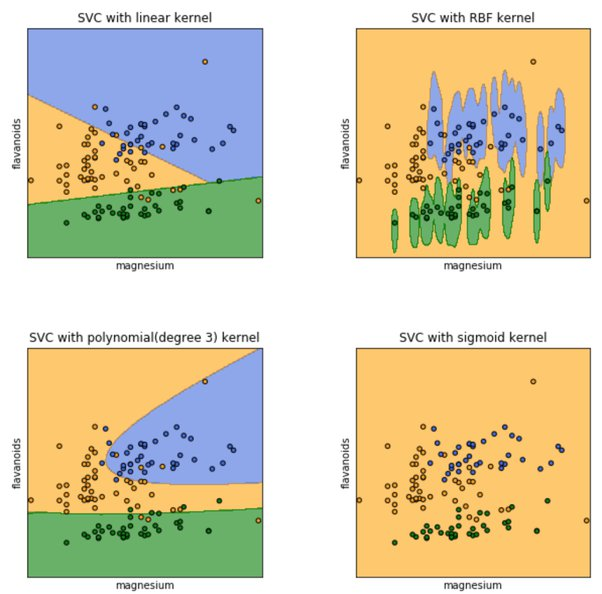 SVC with linear kernel
flavanoids
magnesium
SVC with RBF kernel
flavanoids
magnesium
SVC with polynomial(degree 3) kernel
flavanoids
magnesium
SVC with sigmoid kernel
flavanoids
magnesium